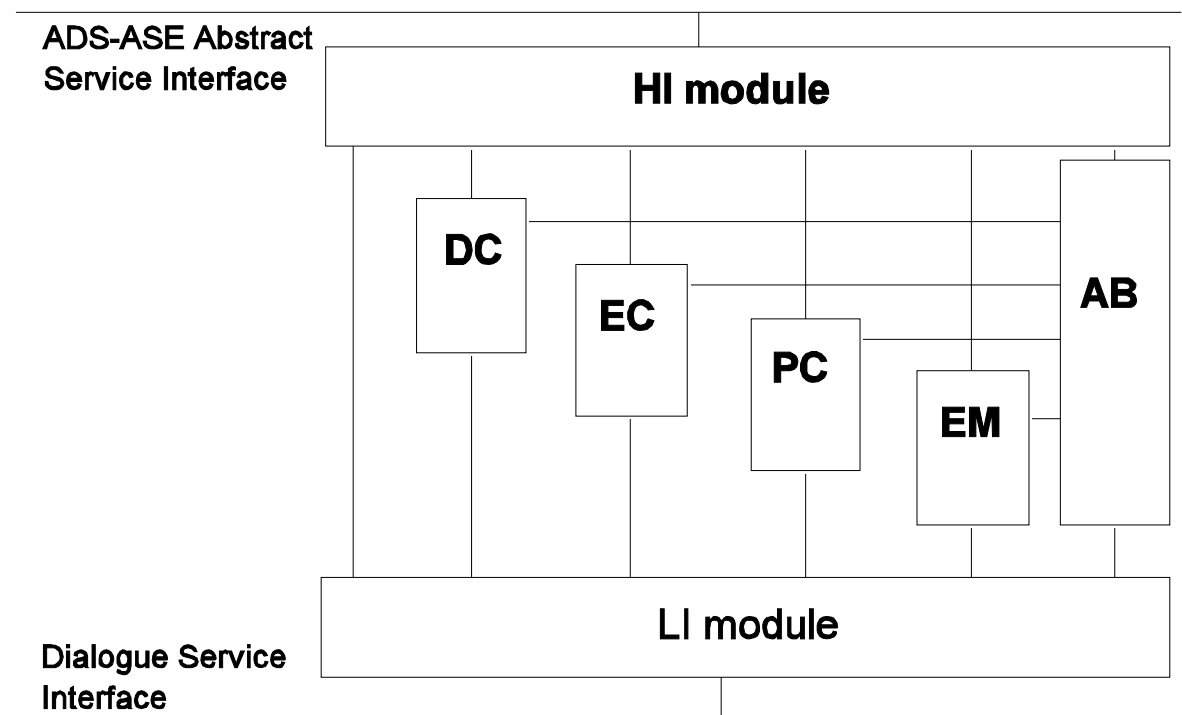 ADS-ASE Abstract
Service Interface
HI module
DC
EC
AB
PC
EM
LI module
Dialogue Service
Interface